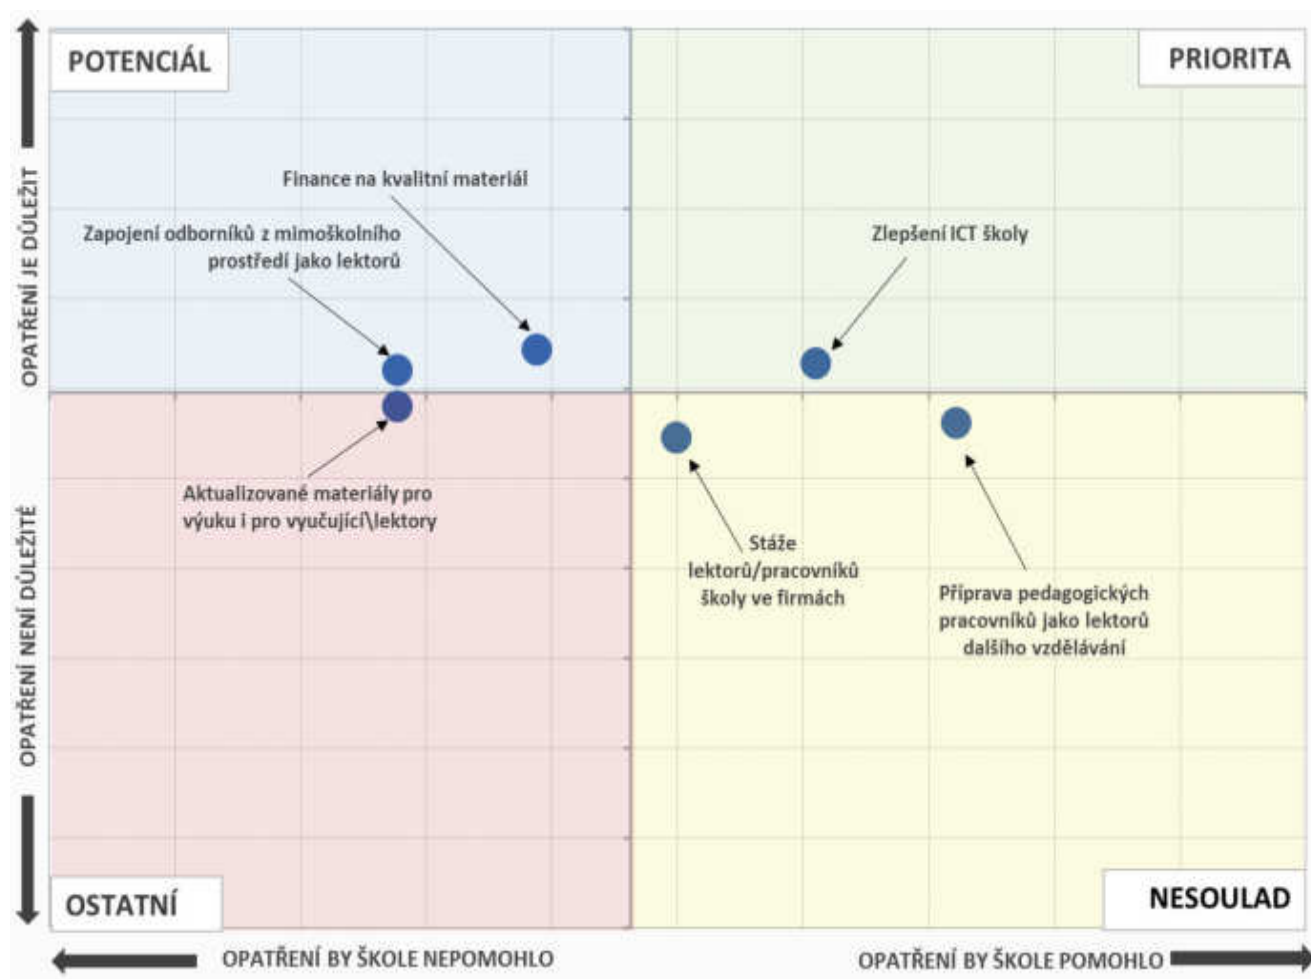 POTENCIÁL
PRIORITA
OPATŘENÍ JE DŮLEŽIT
Finance na kvalitní materiál
Zapojení odborníků z mimoškolního
prostředí jako lektorů
Zlepšení ICT školy
Aktualizované materiály pro
výuku i pro vyučující\lektory
Stáže
lektorů/pracovníků
školy ve firmách
Příprava pedagogických
pracovníků jako lektorů
dalšího vzdělávání
OPATŘENÍ NENÍ DŮLEŽITÉ
OSTATNÍ
NESOULAD
OPATŘENÍ BY ŠKOLE NEPOMOHLO
OPATŘENÍ BY ŠKOLE POMOHLO